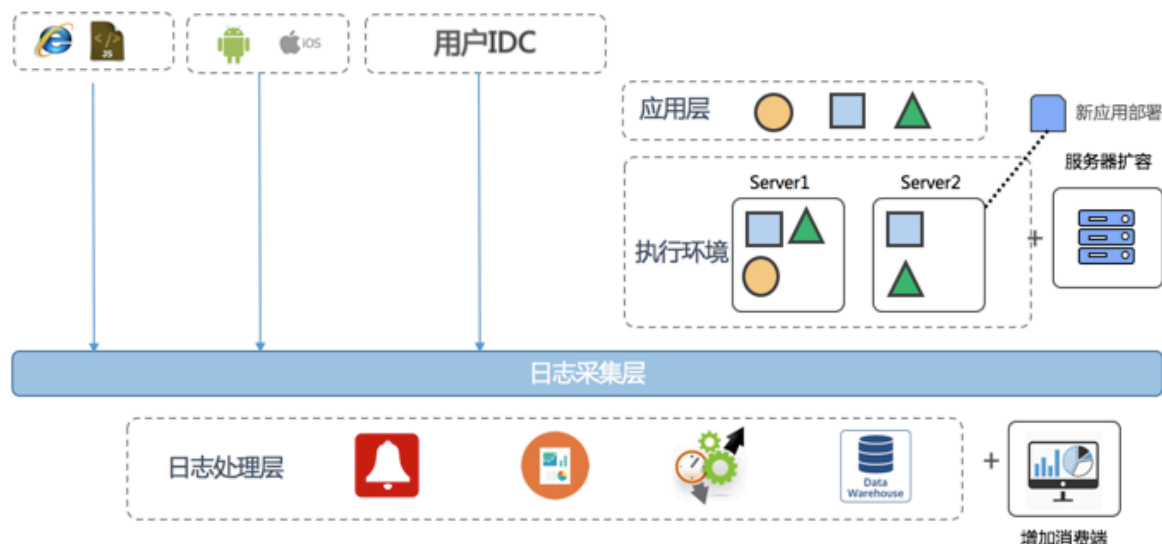 JS
iOS
用户IDC
应用层
新应用部署
服务器扩容
Server1
Server2
执行环境
+
日志采集层
日志处理层
Data
Warehouse
+
增加消费端